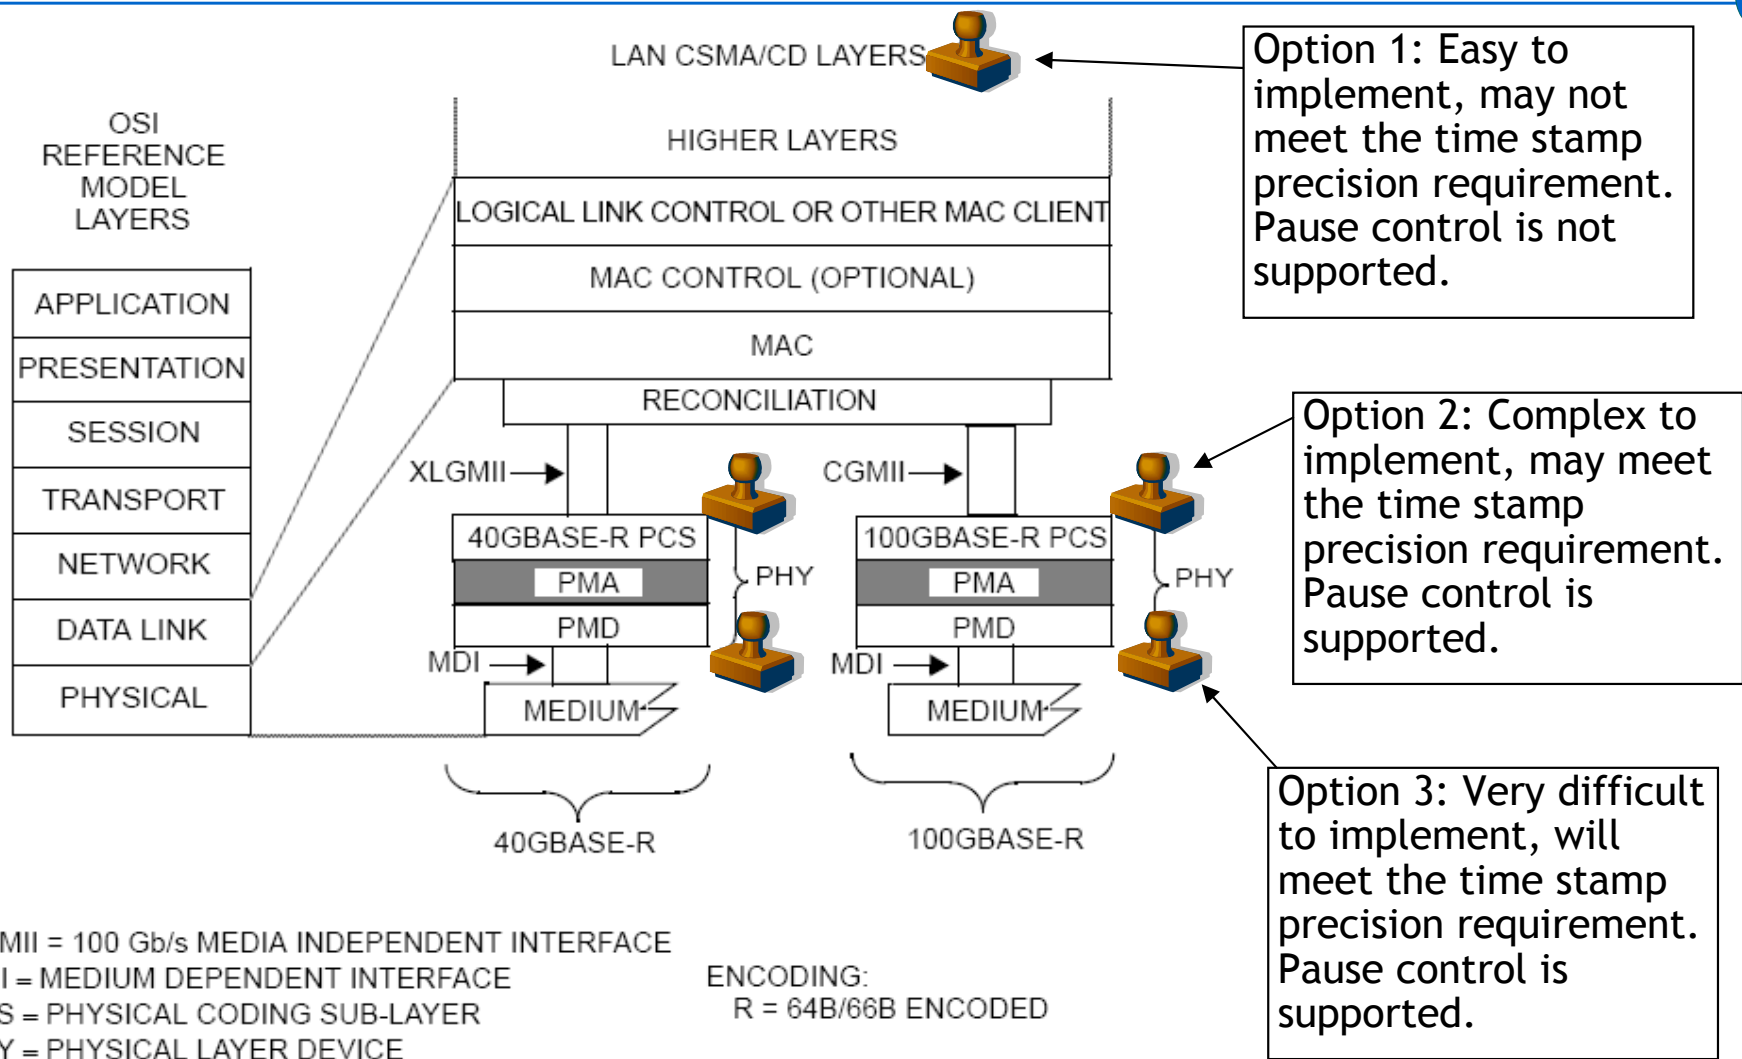 LAN CSMA/CD LAYERS
OSI
REFERENCE
MODEL
LAYERS
APPLICATION
PRESENTATION
SESSION
TRANSPORT
NETWORK
DATA LINK
PHYSICAL
HIGHER LAYERS
LOGICAL LINK CONTROL OR OTHER MAC CLIENT
MAC CONTROL (OPTIONAL)
MAC
RECONCILIATION
XLGMII
CGMII
40GBASE-R PCS
PMA
PMD
PHY
MDI
MEDIUM
40GBASE-R
100GBASE-R PCS
PMA
PMD
PHY
MDI
MEDIUM
100GBASE-R
Option 1: Easy to
implement, may not
meet the time stamp
precision requirement.
Pause control is not
supported.
Option 2: Complex to
implement, may meet
the time stamp
precision requirement.
Pause control is
supported.
Option 3: Very difficult
to implement, will
meet the time stamp
precision requirement.
Pause control is
supported.
MII = 100 Gb/s MEDIA INDEPENDENT INTERFACE
I = MEDIUM DEPENDENT INTERFACE
S = PHYSICAL CODING SUB-LAYER
Y = PHYSICAL LAYER DEVICE
ENCODING:
R = 64B/66B ENCODED